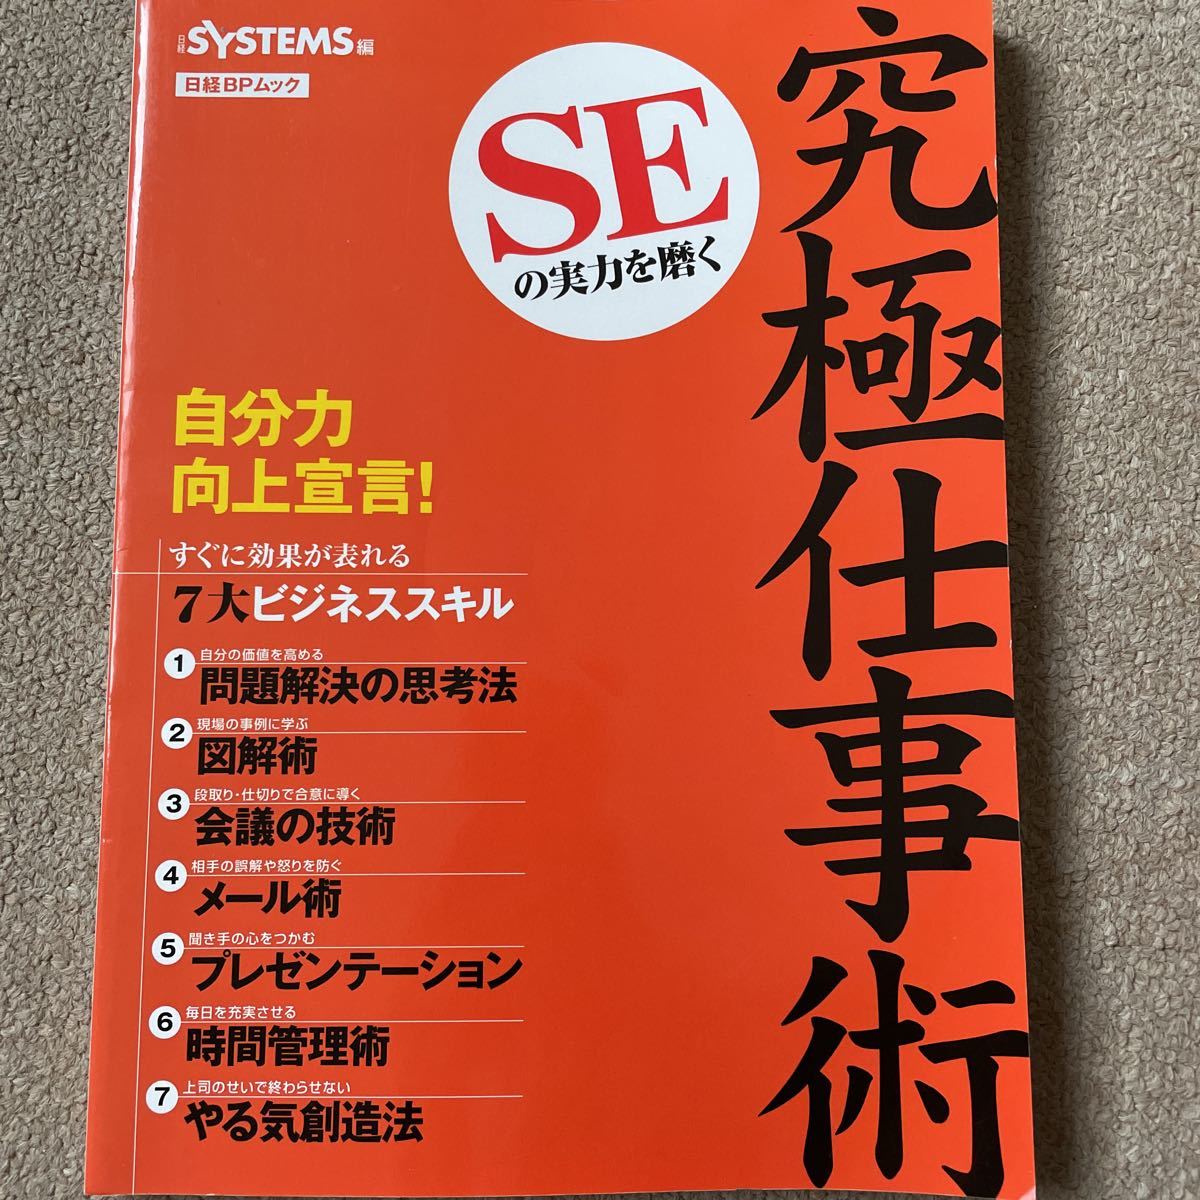 日経SYSTEMS編
日経BPムック
SE
の実力を磨く
究極仕事術
自分力
向上宣言!
すぐに効果が表れる
7大ビジネススキル
1 自分の価値を高める
問題解決の思考法
2 現場の事例に学ぶ
図解術
3 段取り・仕切りで合意に導く
会議の技術
4 相手の誤解や怒りを防ぐ
メール術
5 聞き手の心をつかむ
プレゼンテーション
6 毎日を充実させる
時間管理術
7 上司のせいで終わらせない
やる気創造法